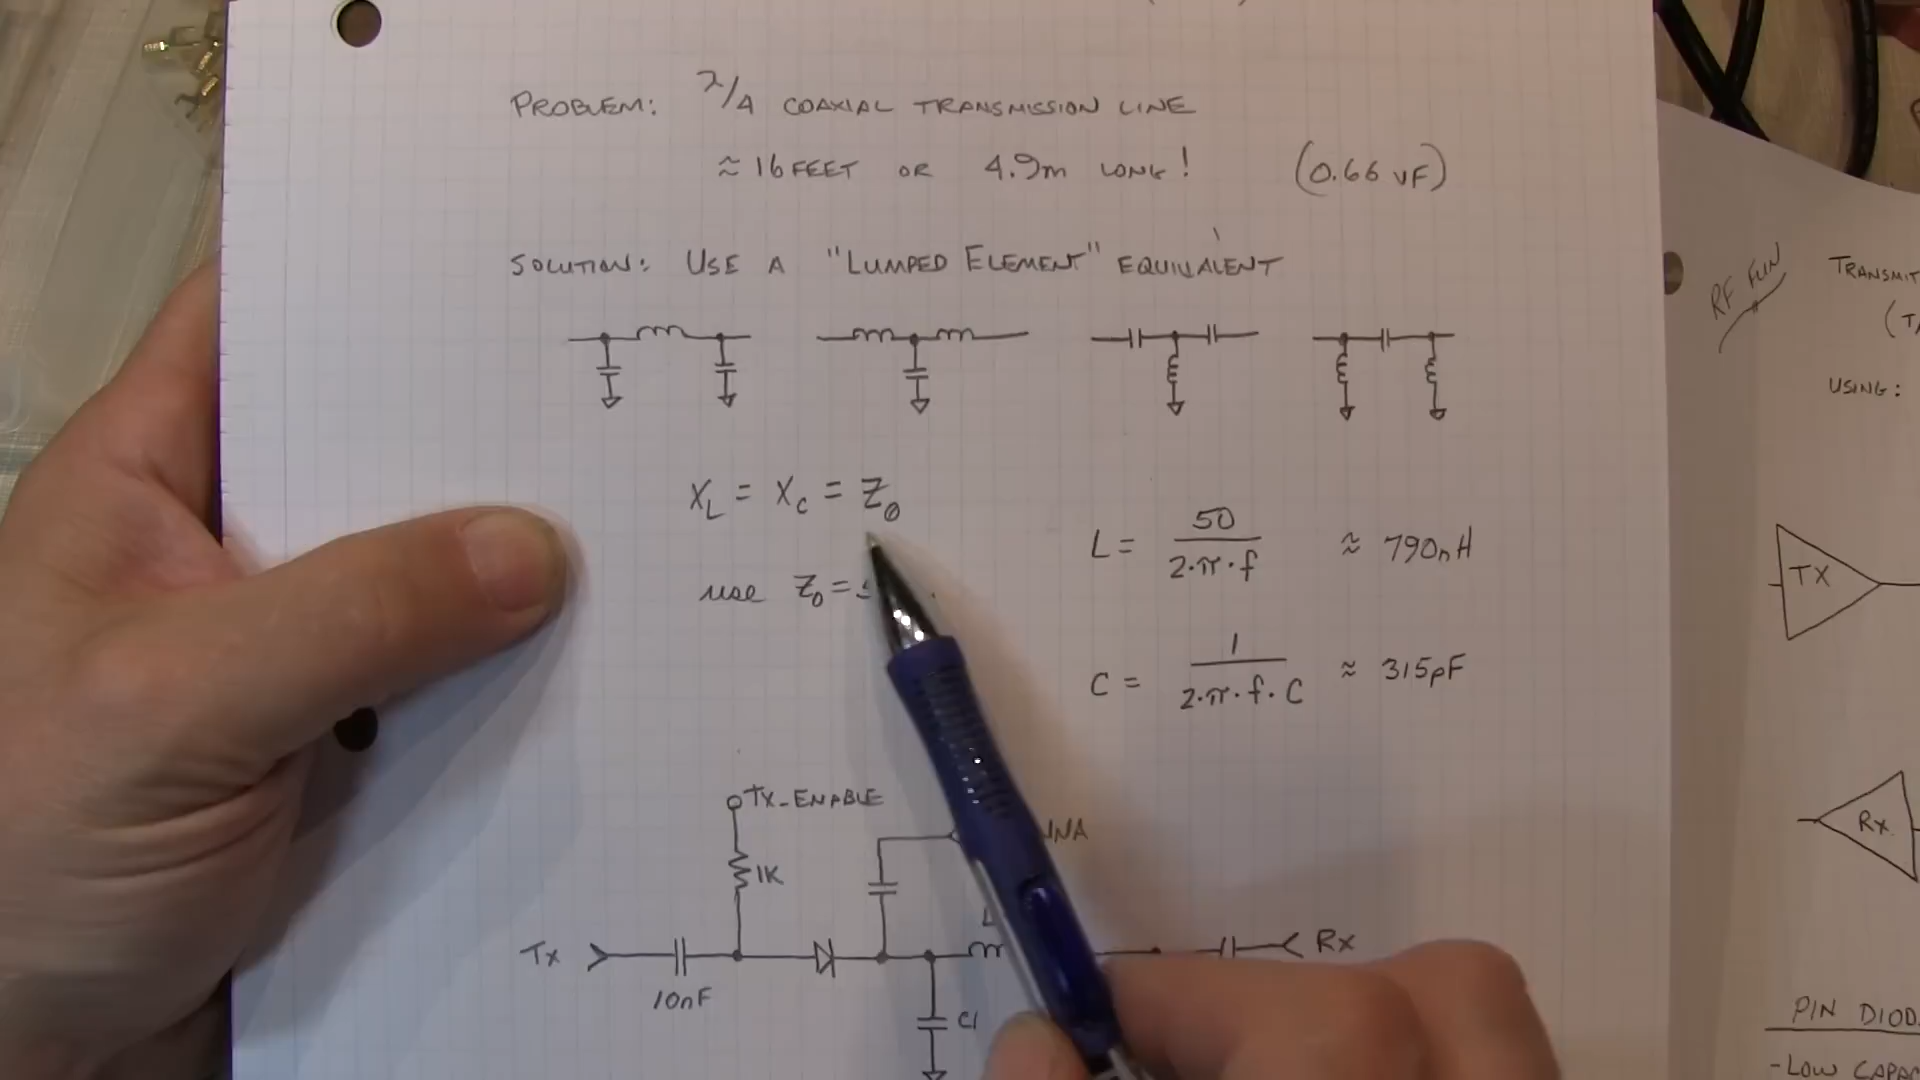 PROBLEM: λ/4 COAXIAL TRANSMISSION LINE
≈ 16 FEET OR 4.9m LONG! (0.66 VF)
SOLUTION: USE A "LUMPED ELEMENT" EQUIVALENT
X_L = X_C = Z_0
use Z_0 =
L = 50 / 2·π·f ≈ 790nH
C = 1 / 2·π·f·C ≈ 315pF
TX_ENABLE
1K
NNA
L
TX
10nF
C1
RX
RF FUN
TRANSMIT
USING:
TX
RX
PIN DIOD
- LOW CAPAC